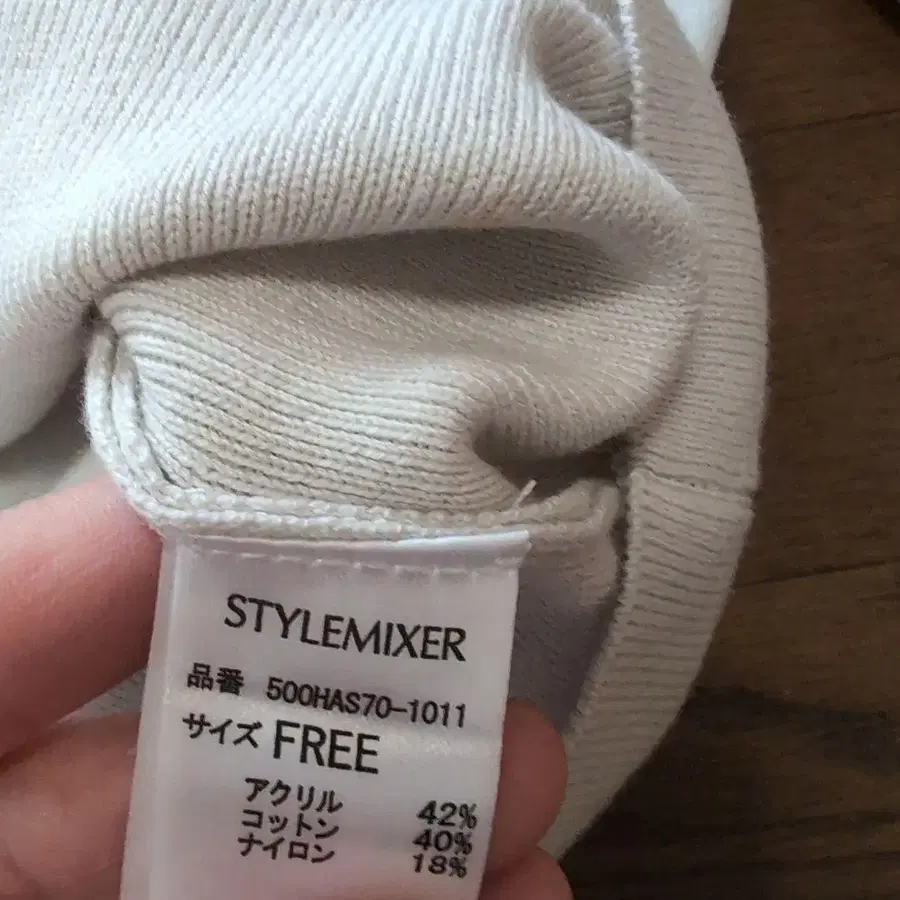 STYLEMIXER
品番 500HAS70-1011
サイズ FREE
アクリル 42%
コットン 40%
ナイロン 18%